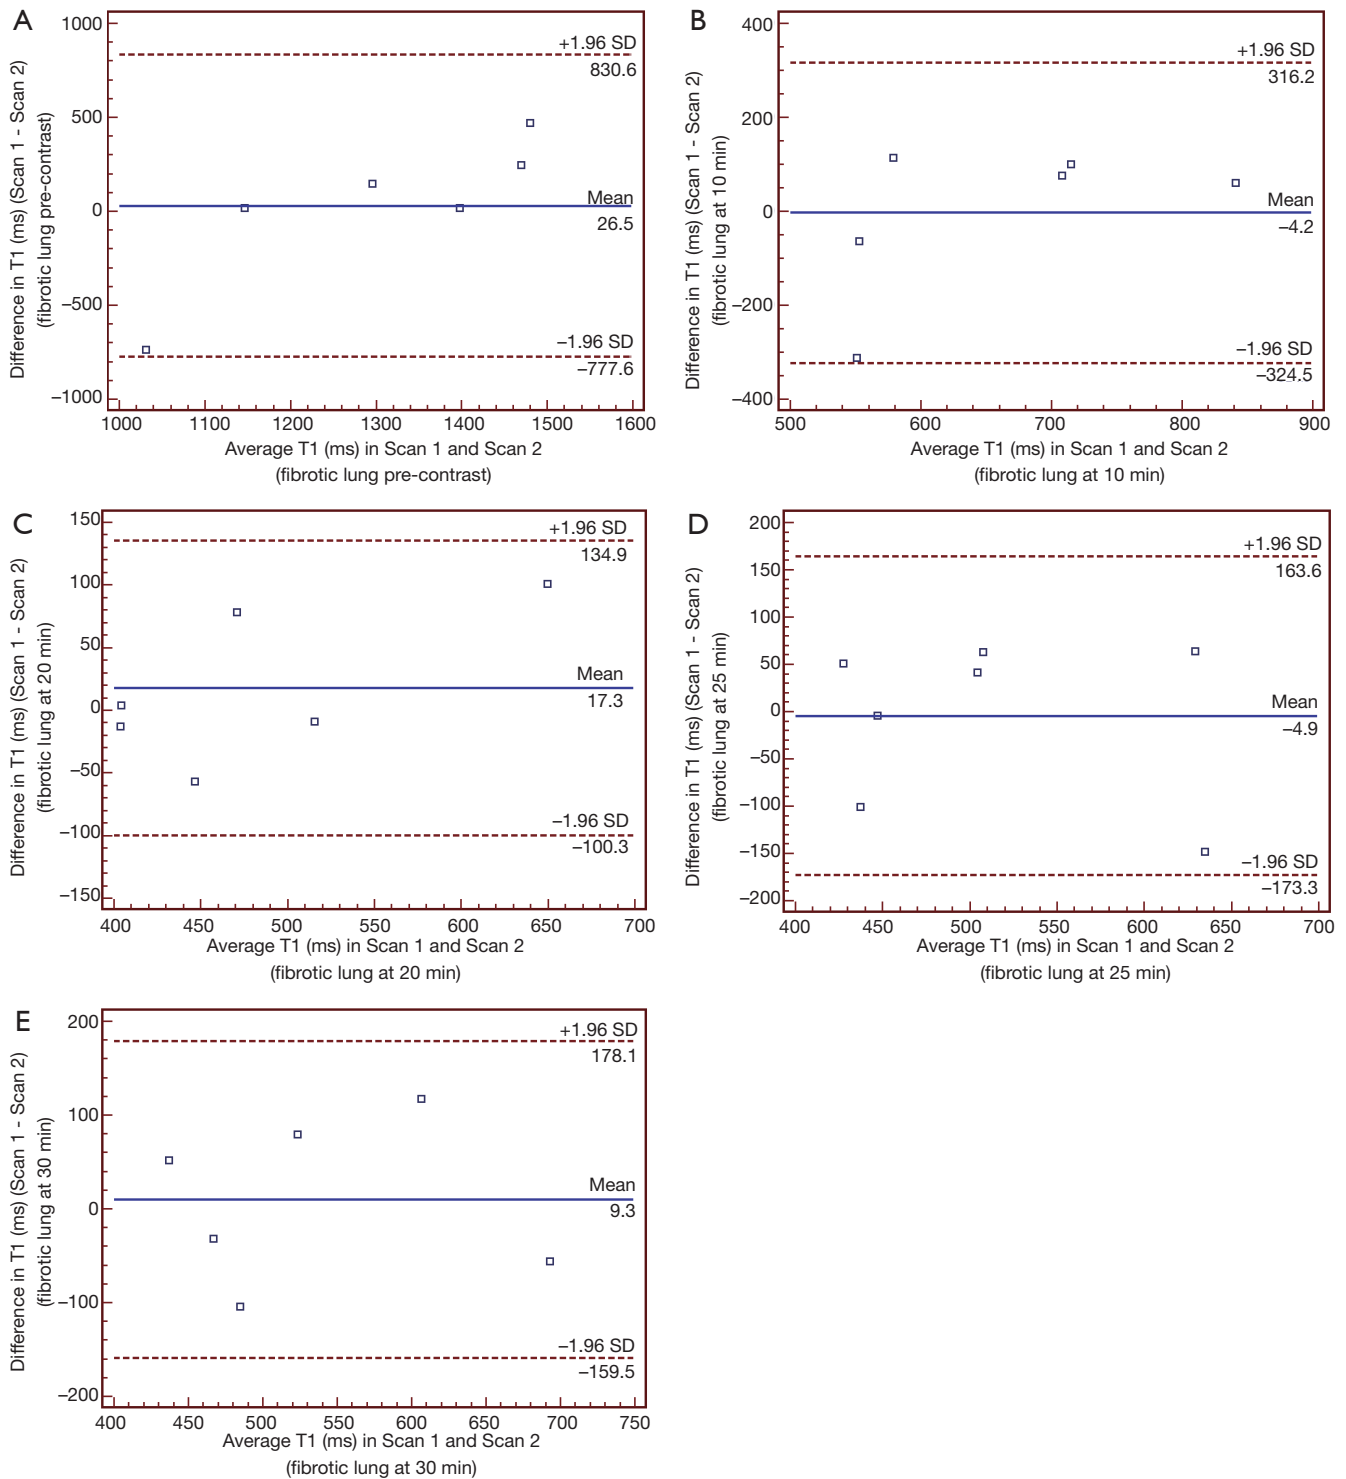 A
Difference in T1 (ms) (Scan 1 - Scan 2)
(fibrotic lung pre-contrast)
1000
500
0
−500
−1000
+1.96 SD
830.6
Mean
26.5
−1.96 SD
−777.6
1000 1100 1200 1300 1400 1500 1600
Average T1 (ms) in Scan 1 and Scan 2
(fibrotic lung pre-contrast)
B
Difference in T1 (ms) (Scan 1 - Scan 2)
(fibrotic lung at 10 min)
400
200
0
−200
−400
+1.96 SD
316.2
Mean
−4.2
−1.96 SD
−324.5
500 600 700 800 900
Average T1 (ms) in Scan 1 and Scan 2
(fibrotic lung at 10 min)
C
Difference in T1 (ms) (Scan 1 - Scan 2)
(fibrotic lung at 20 min)
150
100
50
0
−50
−100
−150
+1.96 SD
134.9
Mean
17.3
−1.96 SD
−100.3
400 450 500 550 600 650 700
Average T1 (ms) in Scan 1 and Scan 2
(fibrotic lung at 20 min)
D
Difference in T1 (ms) (Scan 1 - Scan 2)
(fibrotic lung at 25 min)
200
150
100
50
0
−50
−100
−150
−200
+1.96 SD
163.6
Mean
−4.9
−1.96 SD
−173.3
400 450 500 550 600 650 700
Average T1 (ms) in Scan 1 and Scan 2
(fibrotic lung at 25 min)
E
Difference in T1 (ms) (Scan 1 - Scan 2)
(fibrotic lung at 30 min)
200
100
0
−100
−200
+1.96 SD
178.1
Mean
9.3
−1.96 SD
−159.5
400 450 500 550 600 650 700 750
Average T1 (ms) in Scan 1 and Scan 2
(fibrotic lung at 30 min)